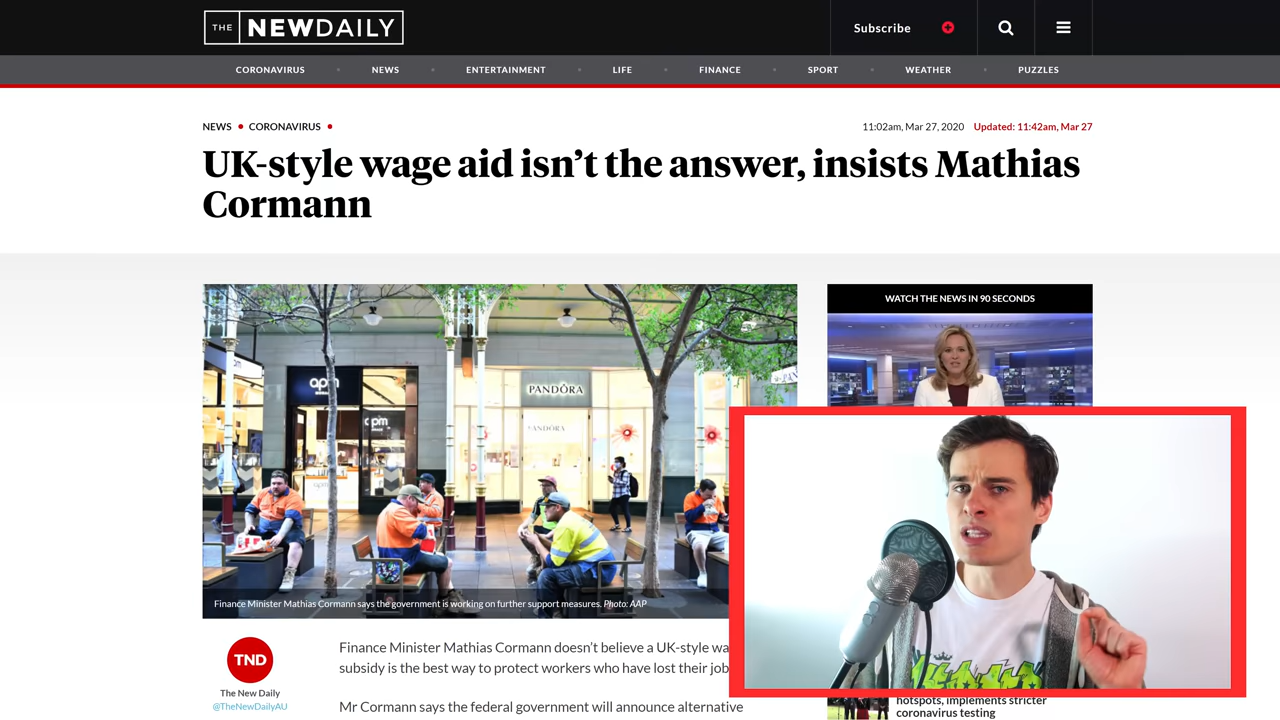 THE NEWDAILY
Subscribe
CORONAVIRUS NEWS ENTERTAINMENT LIFE FINANCE SPORT WEATHER PUZZLES
NEWS • CORONAVIRUS •
11:02am, Mar 27, 2020 Updated: 11:42am, Mar 27
UK-style wage aid isn’t the answer, insists Mathias
Cormann
WATCH THE NEWS IN 90 SECONDS
apm
PANDÖRA
apm
PANDÖRA
Finance Minister Mathias Cormann says the government is working on further support measures. Photo: AAP
TND
The New Daily
@TheNewDailyAU
Finance Minister Mathias Cormann doesn’t believe a UK-style wa
subsidy is the best way to protect workers who have lost their job
Mr Cormann says the federal government will announce alternative
hotspots, implements stricter
coronavirus testing